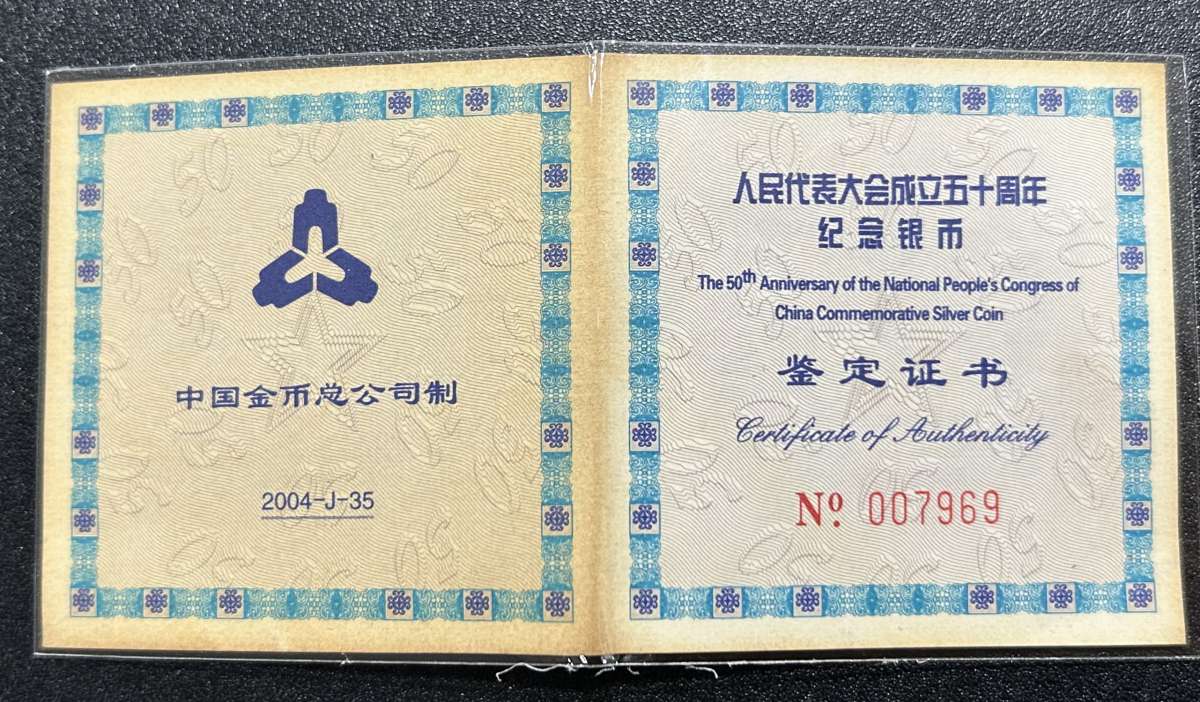 中国金币总公司制
2004-J-35
人民代表大会成立五十周年
纪念银币
The 50th Anniversary of the National People's Congress of
China Commemorative Silver Coin
鉴定证书
Certificate of Authenticity
Nº 007969